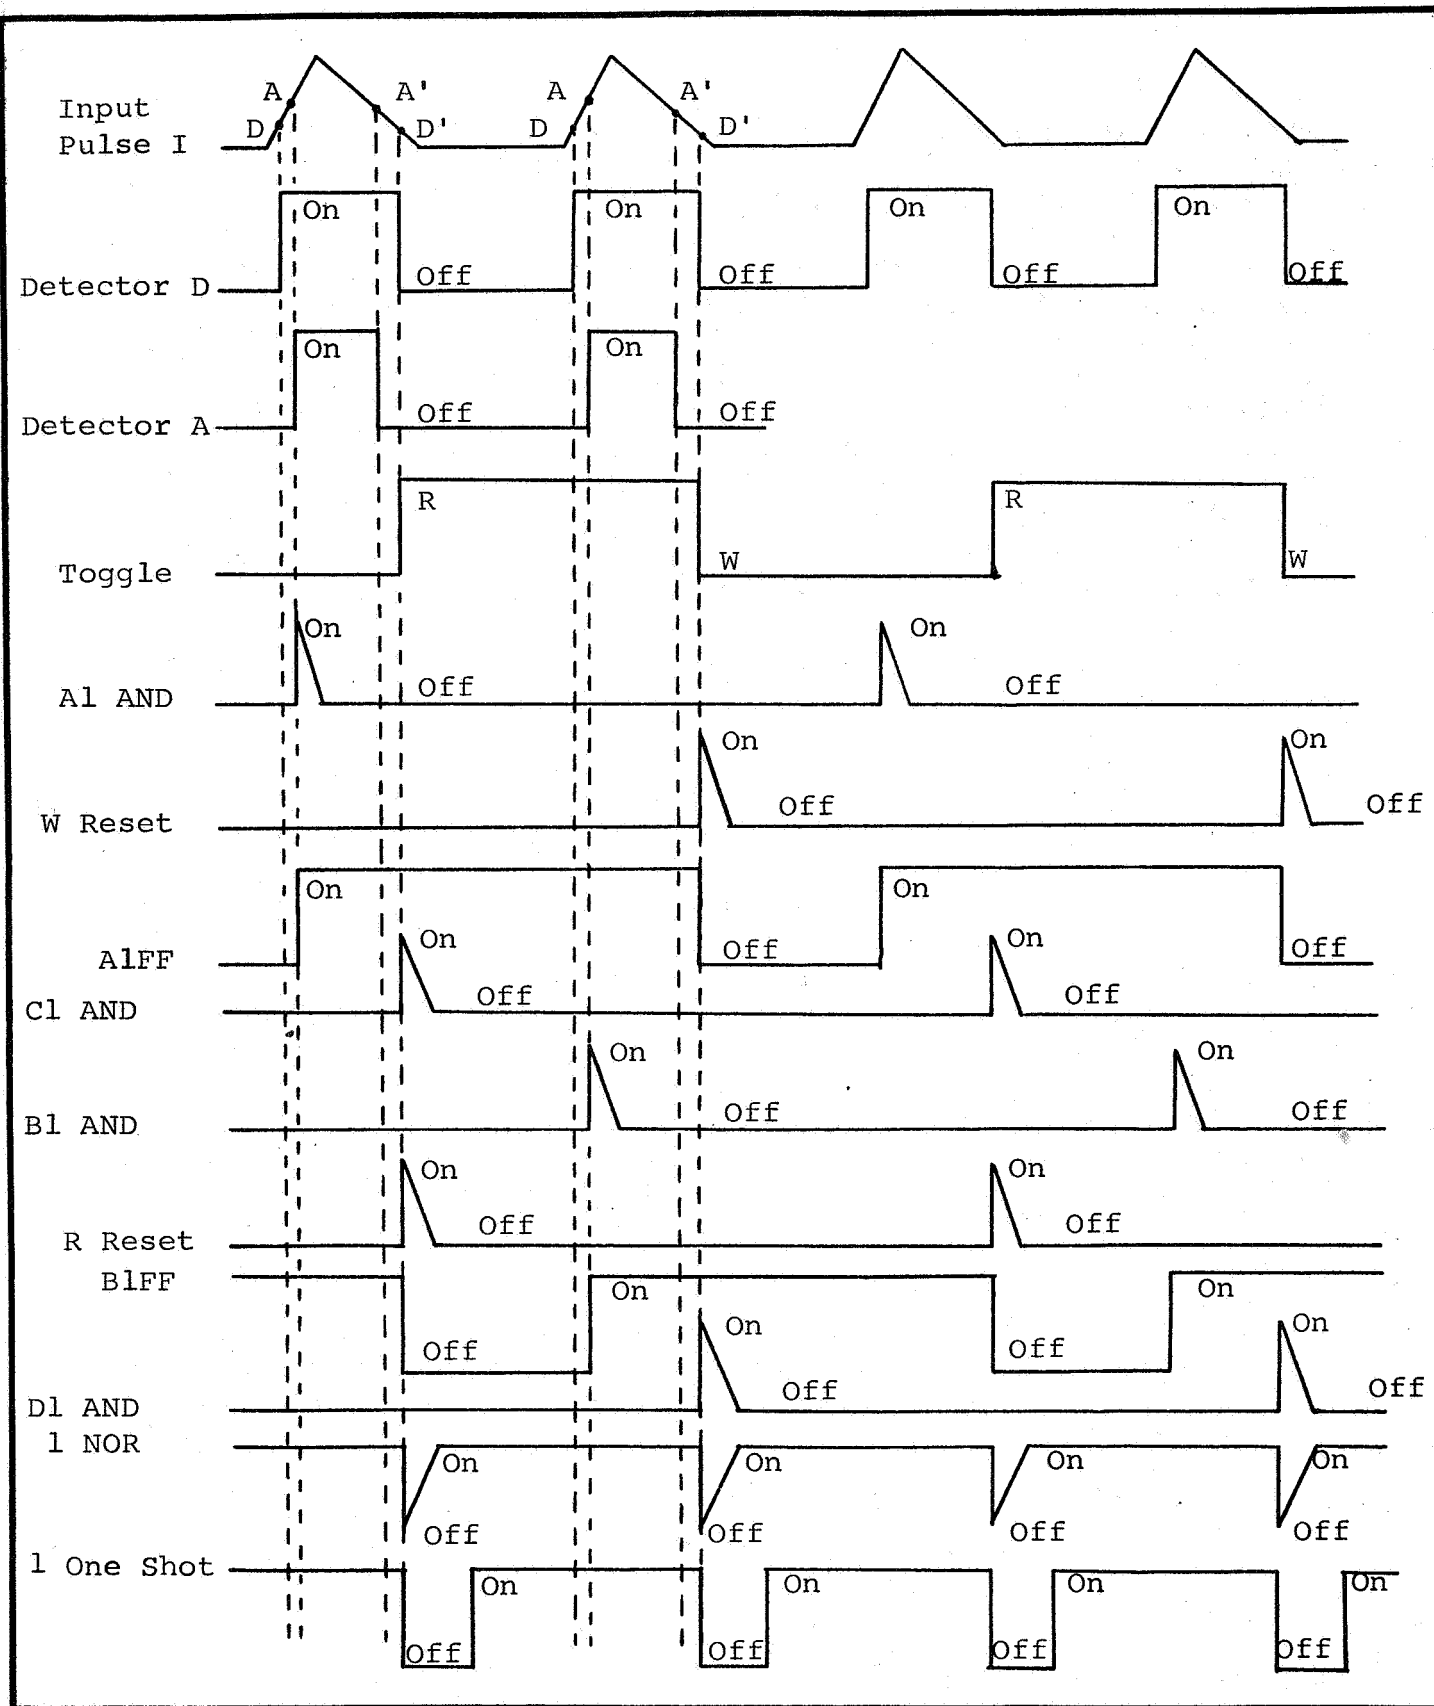 A A' A A'
Input
D D' D D'
Pulse I
On On On On
Detector D Off Off Off Off
On On
Detector A Off Off
R R
Toggle W W
On On
A1 AND Off Off
On On
W Reset Off Off
On On
A1FF Off Off
On On
C1 AND Off Off
On On
B1 AND Off Off
On On
R Reset Off Off
B1FF On On
Off Off
On On
D1 AND Off Off
1 NOR On On On On
Off Off Off Off
1 One Shot On On On On
Off Off Off Off